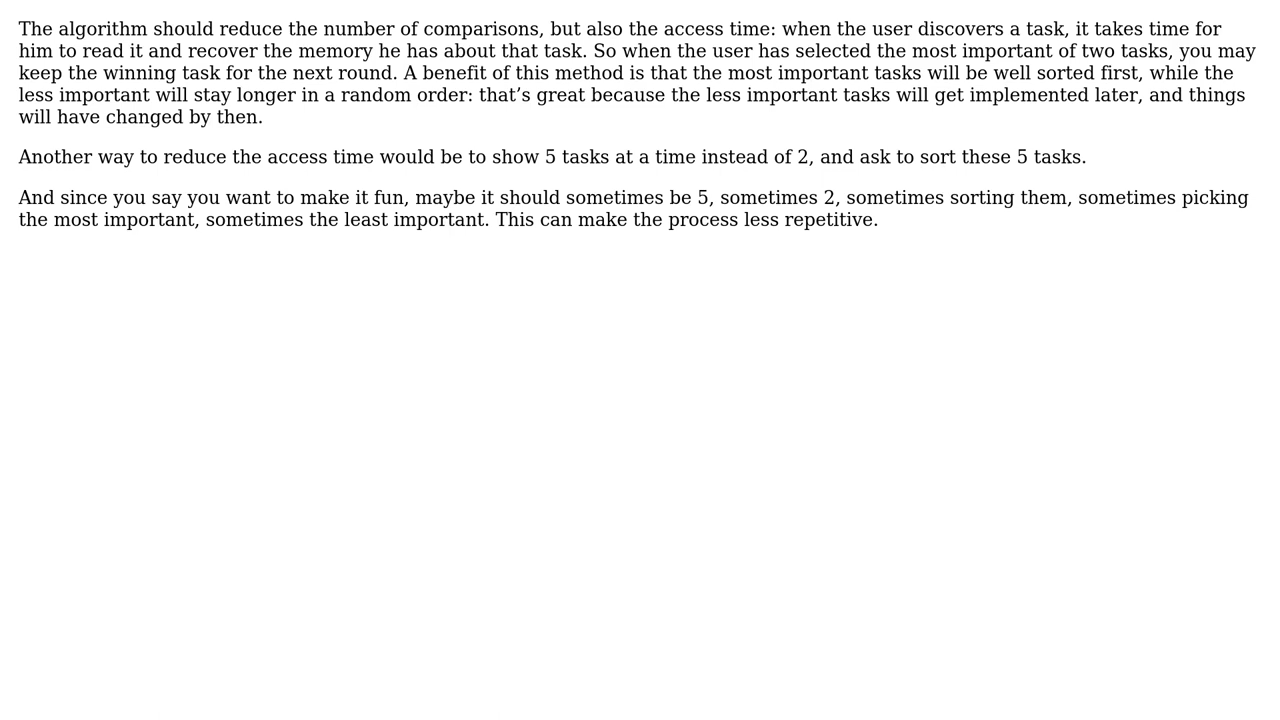 The algorithm should reduce the number of comparisons, but also the access time: when the user discovers a task, it takes time for
him to read it and recover the memory he has about that task. So when the user has selected the most important of two tasks, you may
keep the winning task for the next round. A benefit of this method is that the most important tasks will be well sorted first, while the
less important will stay longer in a random order: that’s great because the less important tasks will get implemented later, and things
will have changed by then.
Another way to reduce the access time would be to show 5 tasks at a time instead of 2, and ask to sort these 5 tasks.
And since you say you want to make it fun, maybe it should sometimes be 5, sometimes 2, sometimes sorting them, sometimes picking
the most important, sometimes the least important. This can make the process less repetitive.